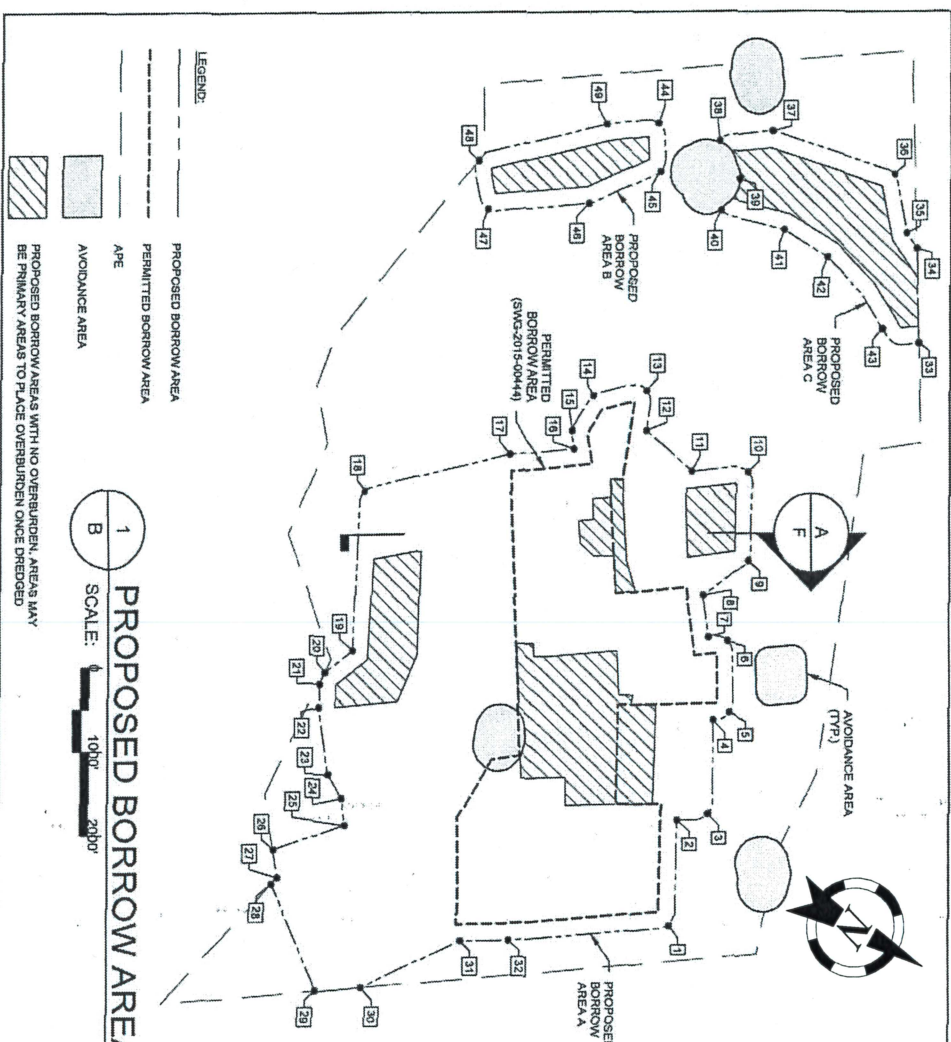 LEGEND:
PROPOSED BORROW AREA
PERMITTED BORROW AREA
APE
AVOIDANCE AREA
PROPOSED BORROW AREAS WITH NO OVERBURDEN. AREAS MAY
BE PRIMARY AREAS TO PLACE OVERBURDEN ONCE DREDGED
36
35
34
33
37
38
39
40
41
42
43
PROPOSED
BORROW
AREA C
44
45
46
47
48
49
PROPOSED
BORROW
AREA B
PERMITTED
BORROW AREA
(SWG-2015-00444)
10
11
12
13
14
15
16
17
18
19
20
21
22
23
24
25
26
27
28
29
30
31
32
1
2
3
4
5
6
7
8
9
A
F
AVOIDANCE AREA
(TYP.)
PROPOSED
BORROW
AREA A
N
1
B
PROPOSED BORROW AREA
SCALE: 0 1000' 2000'